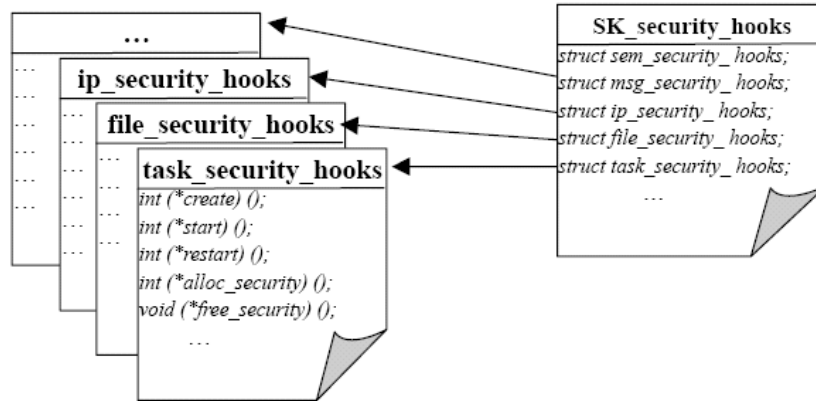 ...
...
...
...
...
...
...
ip_security_hooks
...
...
...
...
file_security_hooks
...
...
...
task_security_hooks
int (*create) ();
int (*start) ();
int (*restart) ();
int (*alloc_security) ();
void (*free_security) ();
...
SK_security_hooks
struct sem_security_ hooks;
struct msg_security_ hooks;
struct ip_security_ hooks;
struct file_security_ hooks;
struct task_security_ hooks;
...